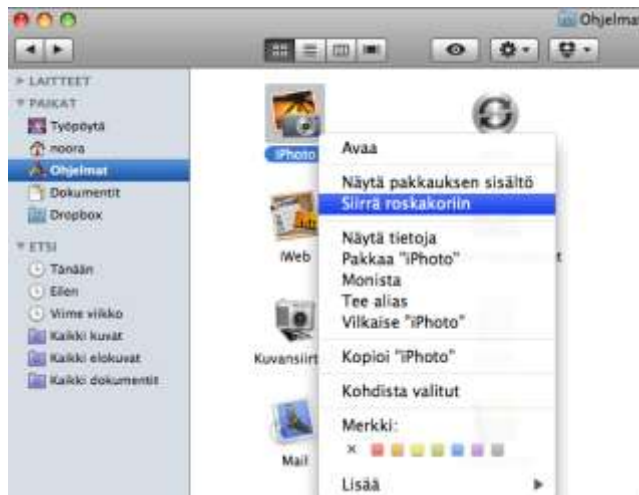 Ohjelma
LAITTEET
PAIKAT
Työpöytä
noora
Ohjelmat
Dokumentit
Dropbox
ETSI
Tänään
Eilen
Viime viikko
Kaikki kuvat
Kaikki elokuvat
Kaikki dokumentit
iPhoto
iWeb
Kuvansiirt
Mail
Avaa
Näytä pakkauksen sisältö
Siirrä roskakoriin
Näytä tietoja
Pakkaa "iPhoto"
Monista
Tee alias
Vilkaise "iPhoto"
Kopioi "iPhoto"
Kohdista valitut
Merkki:
×
Lisää
t